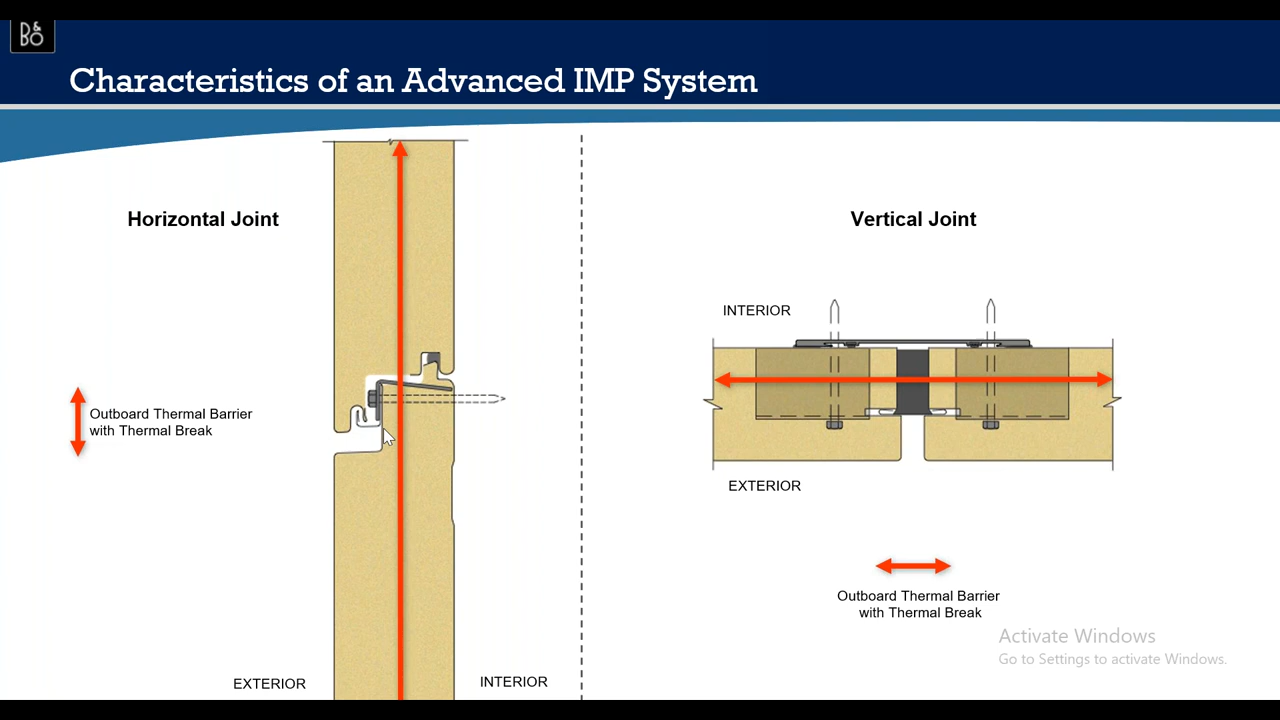 B&
BO
Characteristics of an Advanced IMP System
Horizontal Joint
Outboard Thermal Barrier
with Thermal Break
EXTERIOR
INTERIOR
Vertical Joint
INTERIOR
EXTERIOR
Outboard Thermal Barrier
with Thermal Break
Activate Windows
Go to Settings to activate Windows.